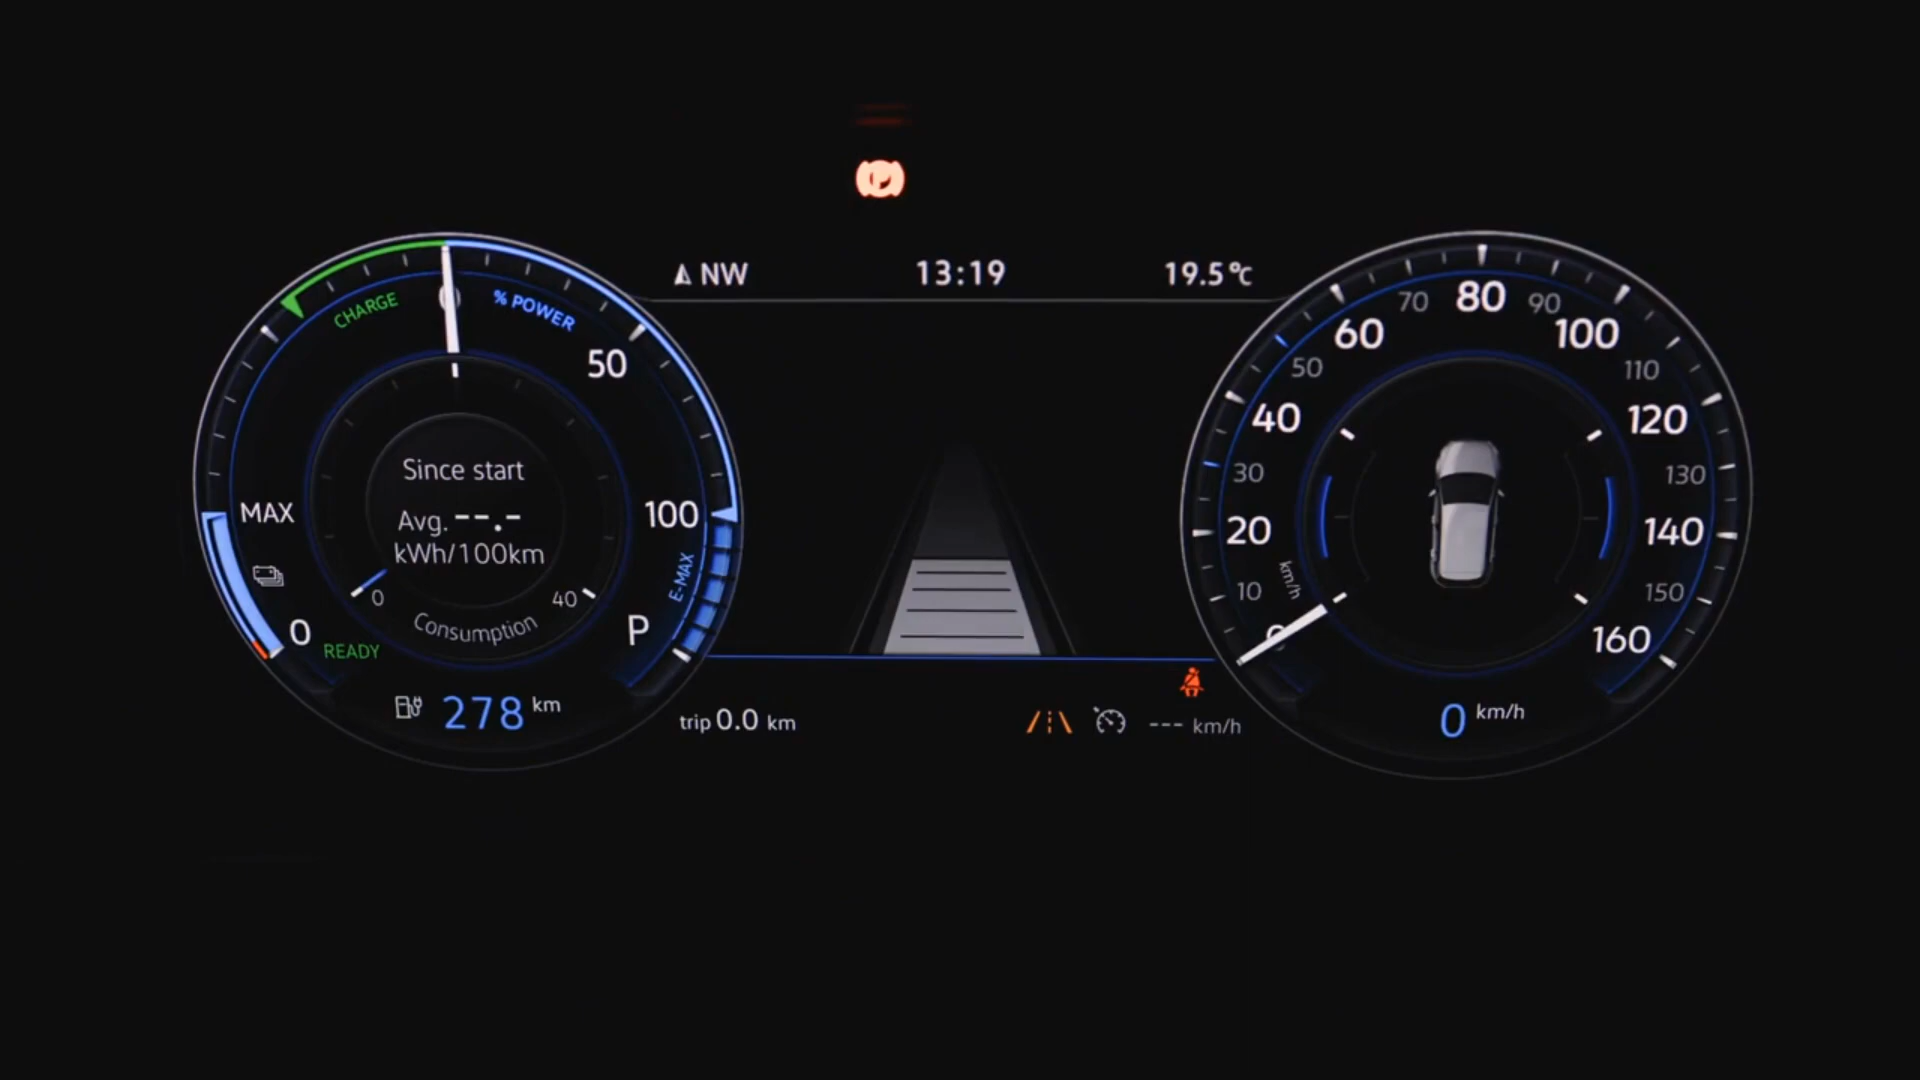 P
NW
13:19
19.5℃
CHARGE
% POWER
50
100
E-MAX
MAX
0
READY
P
Since start
Avg. --.-
kWh/100km
0
40
Consumption
278 km
trip 0.0 km
--- km/h
0
10
20
30
40
50
60
70
80
90
100
110
120
130
140
150
160
km/h
0 km/h